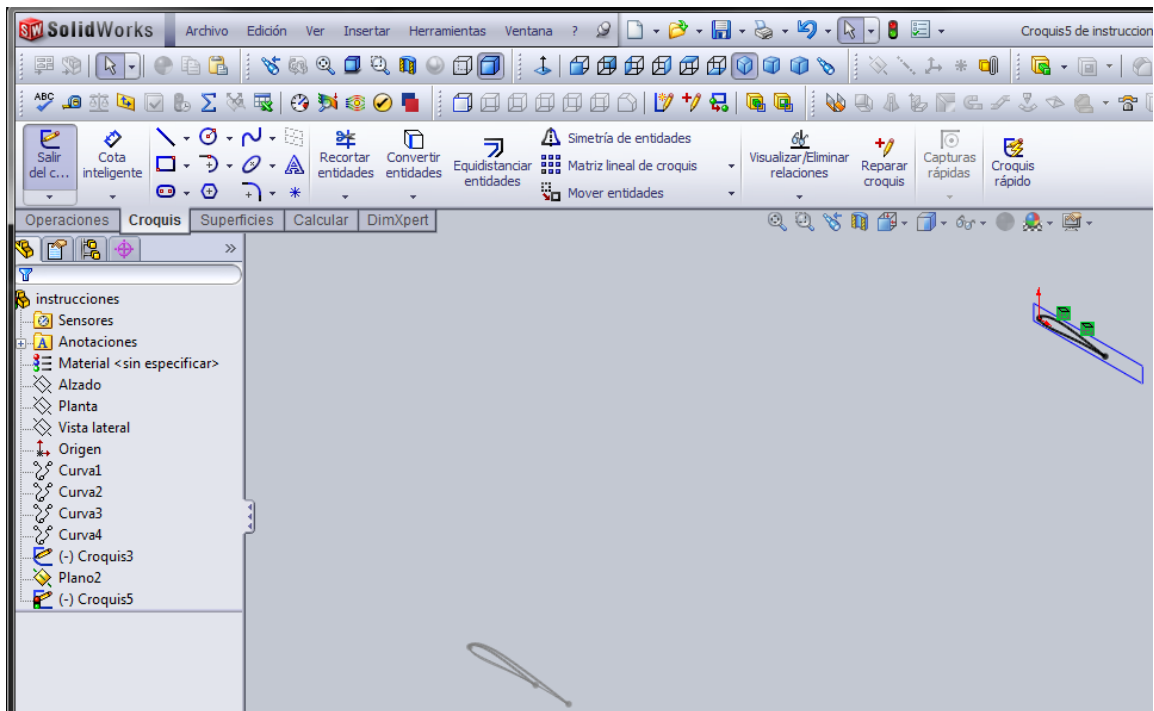 SolidWorks Archivo Edición Ver Insertar Herramientas Ventana ? Croquis5 de instruccion
ABC
Salir del c...
Cota inteligente
Recortar entidades
Convertir entidades
Equidistanciar entidades
Simetría de entidades
Matriz lineal de croquis
Mover entidades
Visualizar/Eliminar relaciones
Reparar croquis
Capturas rápidas
Croquis rápido
Operaciones Croquis Superficies Calcular DimXpert
instrucciones
Sensores
Anotaciones
Material <sin especificar>
Alzado
Planta
Vista lateral
Origen
Curva1
Curva2
Curva3
Curva4
(-) Croquis3
Plano2
(-) Croquis5